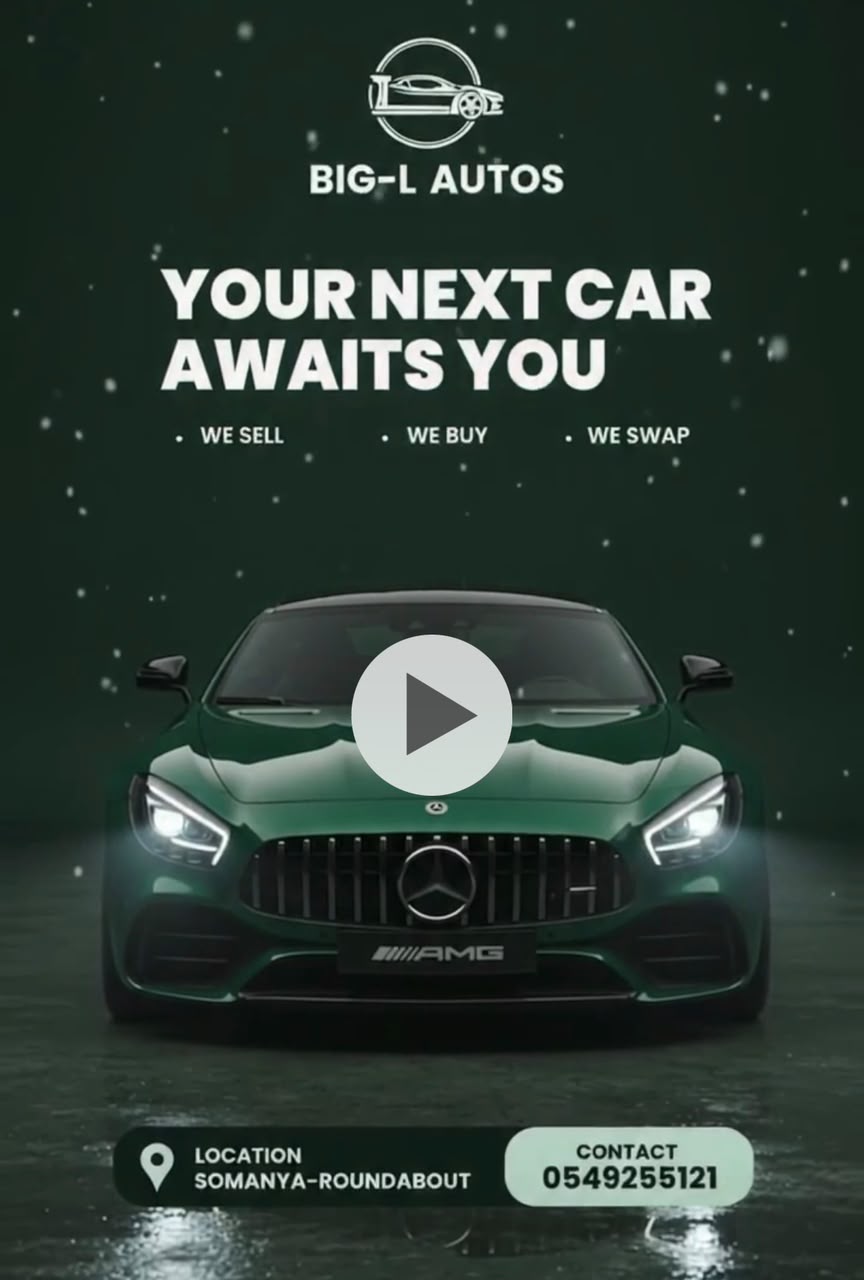 BIG-L AUTOS
YOUR NEXT CAR
AWAITS YOU
• WE SELL • WE BUY • WE SWAP
AMG
LOCATION
SOMANYA-ROUNDABOUT
CONTACT
0549255121